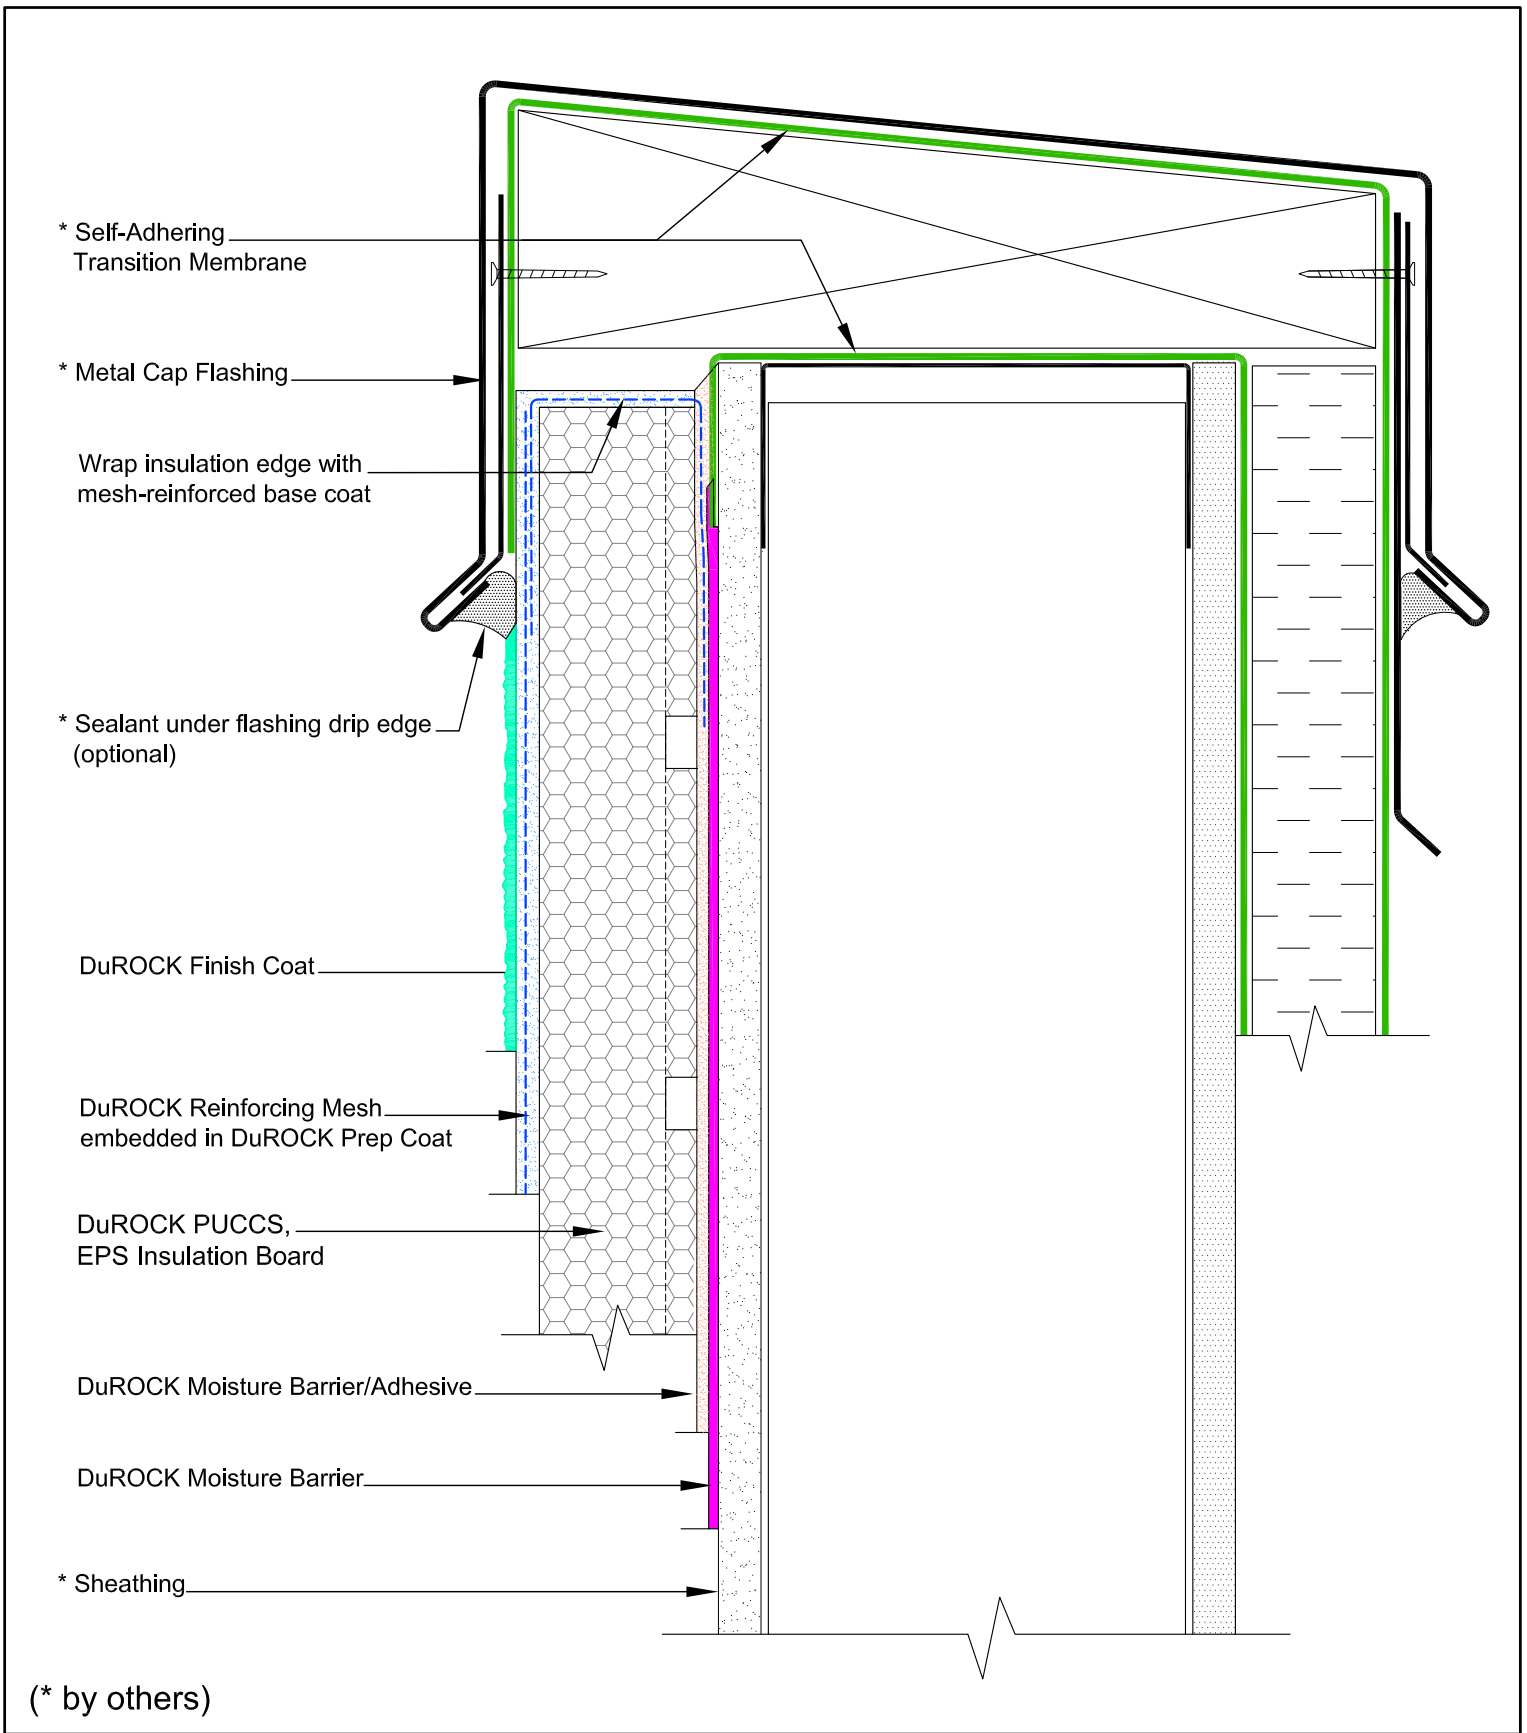 * Self-Adhering
Transition Membrane
* Metal Cap Flashing
Wrap insulation edge with
mesh-reinforced base coat
* Sealant under flashing drip edge
(optional)
DuROCK Finish Coat
DuROCK Reinforcing Mesh
embedded in DuROCK Prep Coat
DuROCK PUCCS,
EPS Insulation Board
DuROCK Moisture Barrier/Adhesive
DuROCK Moisture Barrier
* Sheathing
(* by others)